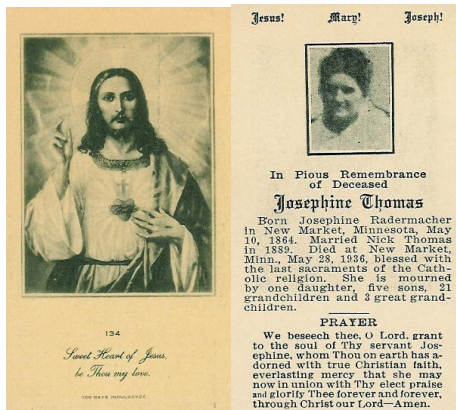 134
Sweet Heart of Jesus,
be Thou my love.
300 DAYS INDULGENCE.
Jesus! Mary! Joseph!
In Pious Remembrance
of Deceased
Josephine Thomas
Born Josephine Radermacher
in New Market, Minnesota, May
10, 1864. Married Nick Thomas
in 1889. Died at New Market,
Minn., May 28, 1936, blessed with
the last sacraments of the Cath-
olic religion. She is mourned
by one daughter, five sons, 21
grandchildren and 3 great grand-
children.
PRAYER
We beseech thee, O Lord, grant
to the soul of Thy servant Jos-
ephine, whom Thou on earth has a-
dorned with true Christian faith,
everlasting mercy that she may
now in union with Thy elect praise
and glorify Thee forever and forever,
through Christ our Lord—Amen.